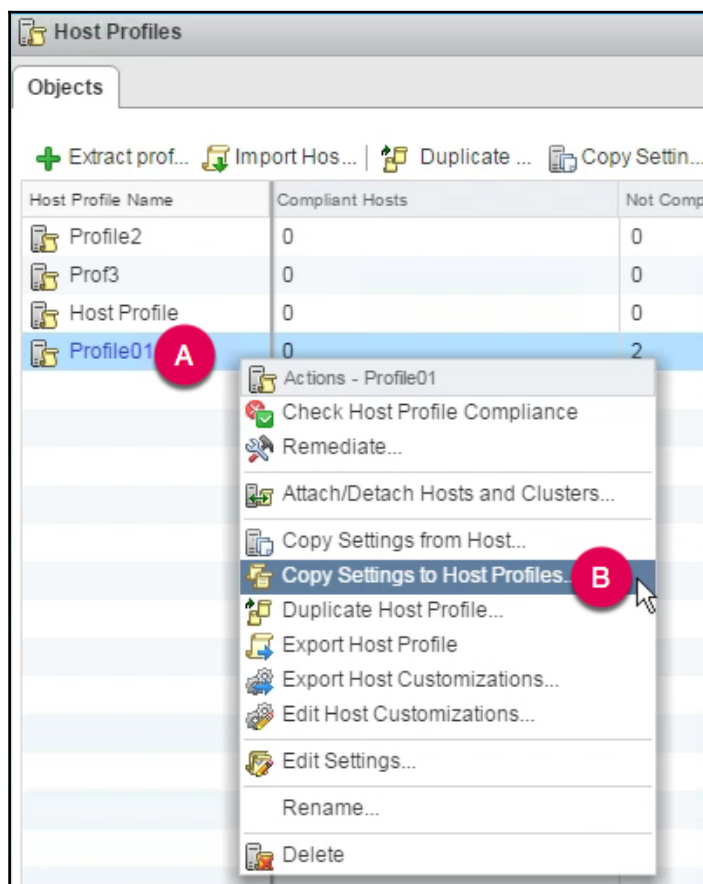 Host Profiles
Objects
Extract prof... Import Hos... Duplicate ... Copy Settin...
Host Profile Name Compliant Hosts Not Comp
Profile2 0 0
Prof3 0 0
Host Profile 0 0
Profile01 A 0 2
Actions - Profile01
Check Host Profile Compliance
Remediate...
Attach/Detach Hosts and Clusters...
Copy Settings from Host...
Copy Settings to Host Profiles... B
Duplicate Host Profile...
Export Host Profile
Export Host Customizations...
Edit Host Customizations...
Edit Settings...
Rename...
Delete